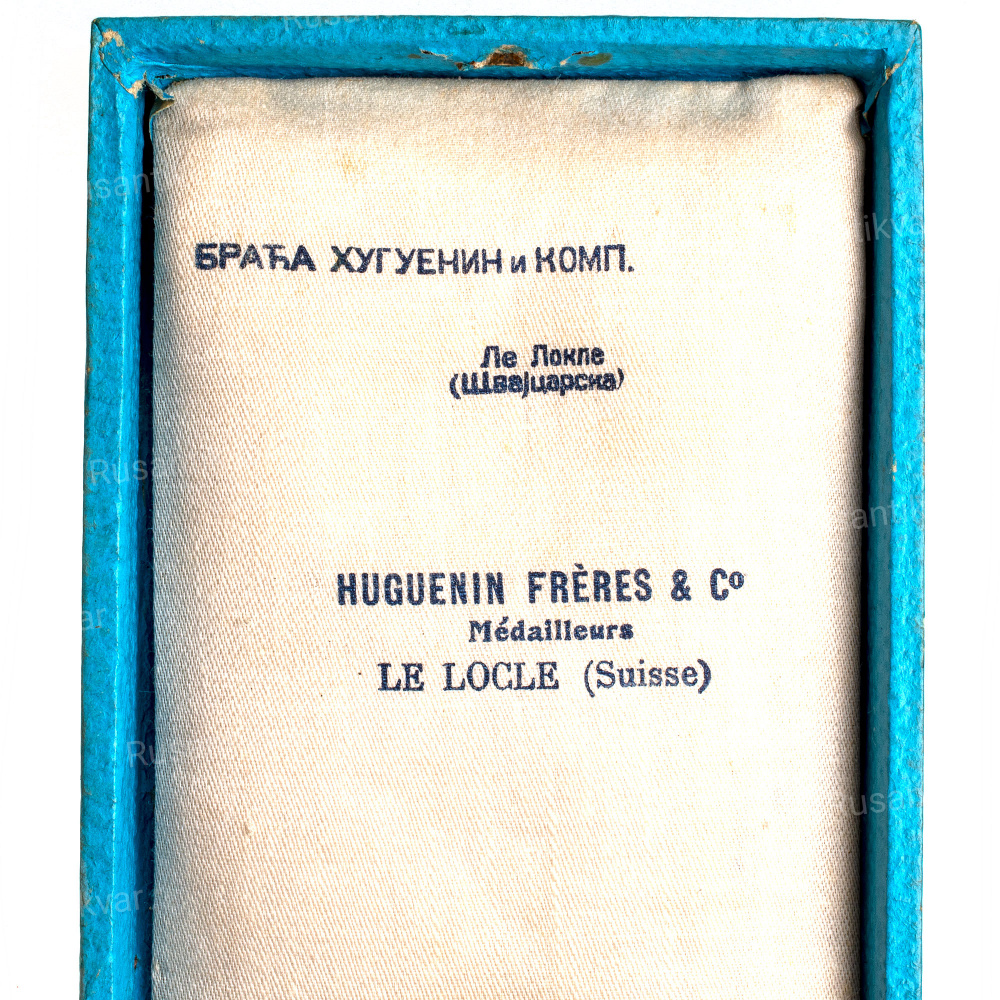 БРАЋА ХУГУЕНИН и КОМП.
Ле Локле
(Швајцарска)
HUGUENIN FRÈRES & Cº
Médailleurs
LE LOCLE (Suisse)